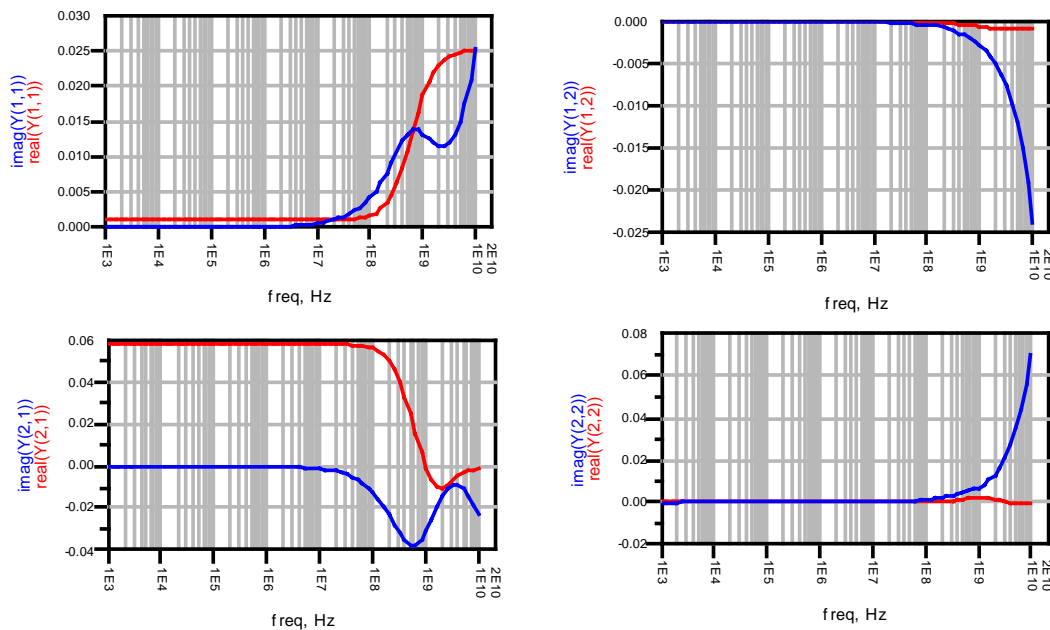 imag(Y(1,1))
real(Y(1,1))
0.030
0.025
0.020
0.015
0.010
0.005
0.000
1E3
1E4
1E5
1E6
1E7
1E8
1E9
1E10
2E10
freq, Hz
imag(Y(1,2))
real(Y(1,2))
0.000
-0.005
-0.010
-0.015
-0.020
-0.025
1E3
1E4
1E5
1E6
1E7
1E8
1E9
1E10
2E10
freq, Hz
imag(Y(2,1))
real(Y(2,1))
0.06
0.04
0.02
0.00
-0.02
-0.04
1E3
1E4
1E5
1E6
1E7
1E8
1E9
1E10
2E10
freq, Hz
imag(Y(2,2))
real(Y(2,2))
0.08
0.06
0.04
0.02
0.00
-0.02
1E3
1E4
1E5
1E6
1E7
1E8
1E9
1E10
2E10
freq, Hz